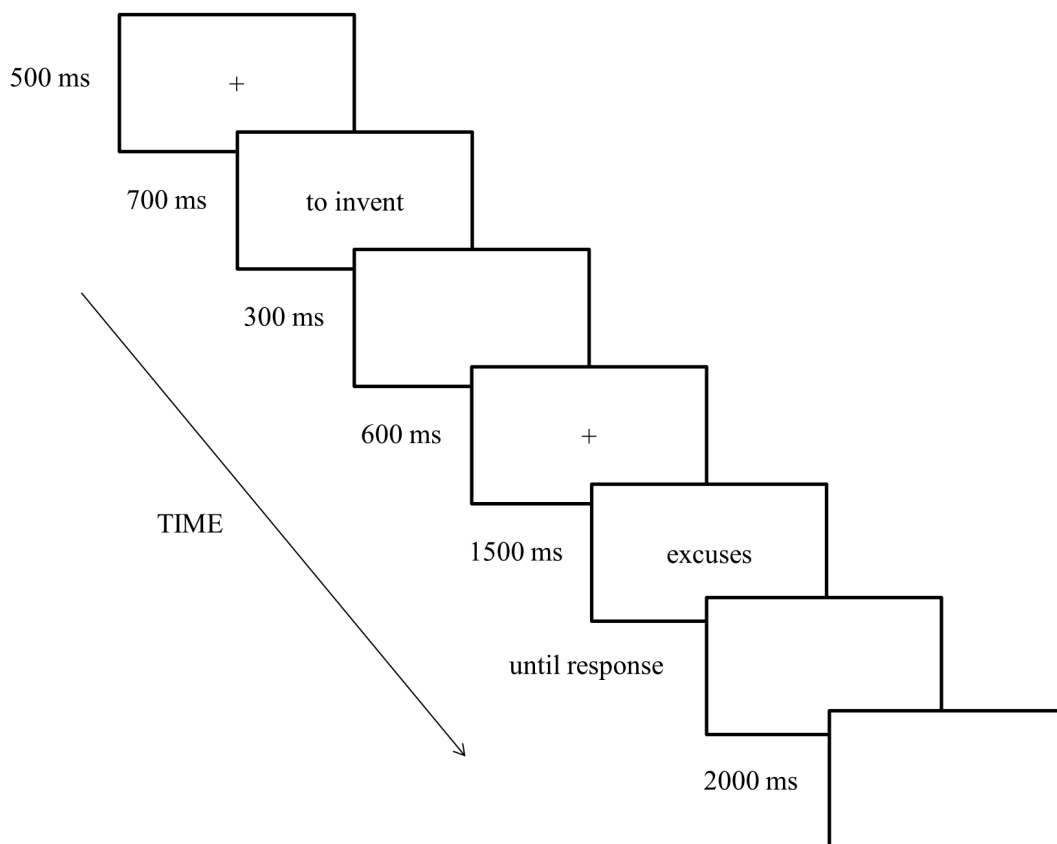 500 ms
+
700 ms
to invent
300 ms
600 ms
+
TIME
1500 ms
excuses
until response
2000 ms